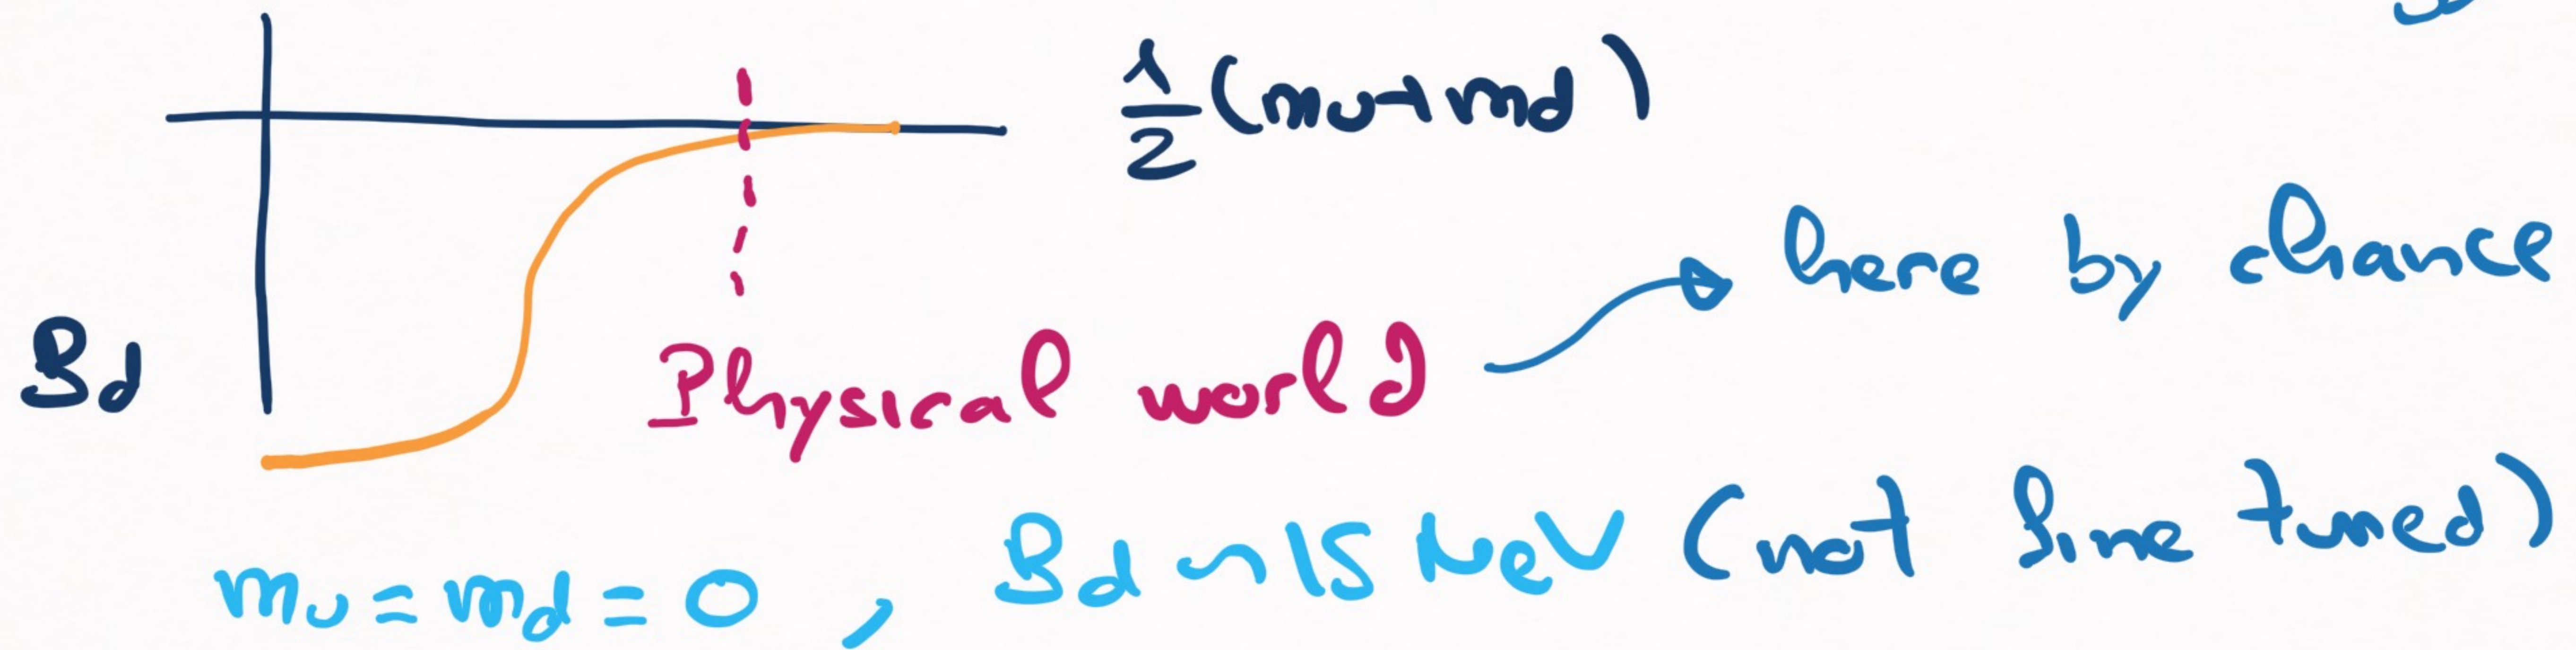 1/2 (mu+md)
here by chance
Bd
Physical world
mu = md = 0 , Bd ~ 15 MeV (not fine tuned)